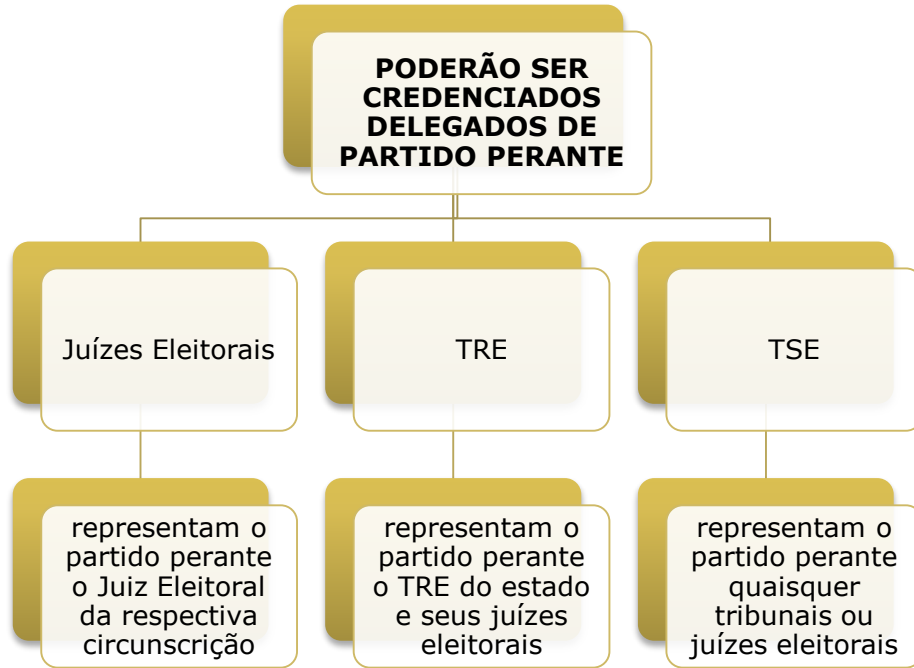 PODERÃO SER
CREDENCIADOS
DELEGADOS DE
PARTIDO PERANTE
Juízes Eleitorais
TRE
TSE
representam o
partido perante
o Juiz Eleitoral
da respectiva
circunscrição
representam o
partido perante
o TRE do estado
e seus juízes
eleitorais
representam o
partido perante
quaisquer
tribunais ou
juízes eleitorais